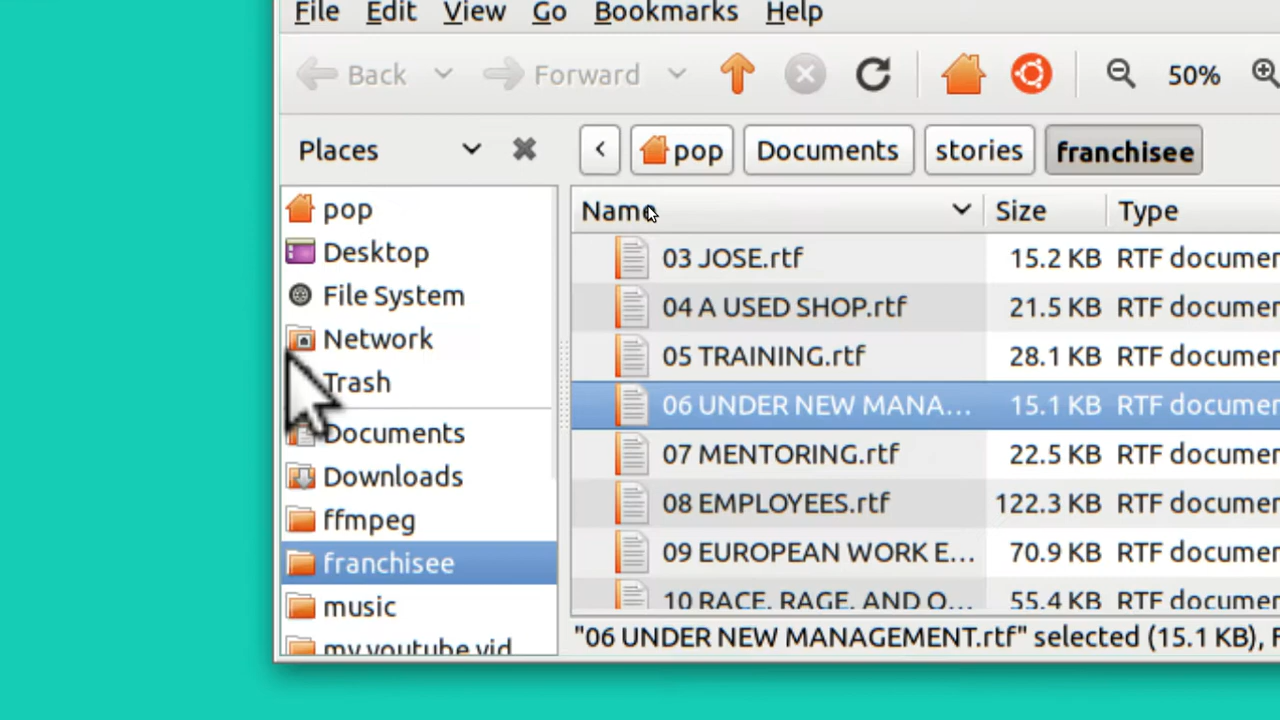 File Edit View Go Bookmarks Help
Back Forward 50%
Places
pop Documents stories franchisee
Name Size Type
pop
Desktop
File System
Network
Trash
Documents
Downloads
ffmpeg
franchisee
music
my youtube vid
03 JOSE.rtf 15.2 KB RTF documen
04 A USED SHOP.rtf 21.5 KB RTF documen
05 TRAINING.rtf 28.1 KB RTF documen
06 UNDER NEW MANA... 15.1 KB RTF documen
07 MENTORING.rtf 22.5 KB RTF documen
08 EMPLOYEES.rtf 122.3 KB RTF documen
09 EUROPEAN WORK E... 70.9 KB RTF documen
10 RACE, RAGE, AND O... 55.4 KB RTF documen
"06 UNDER NEW MANAGEMENT.rtf" selected (15.1 KB), F